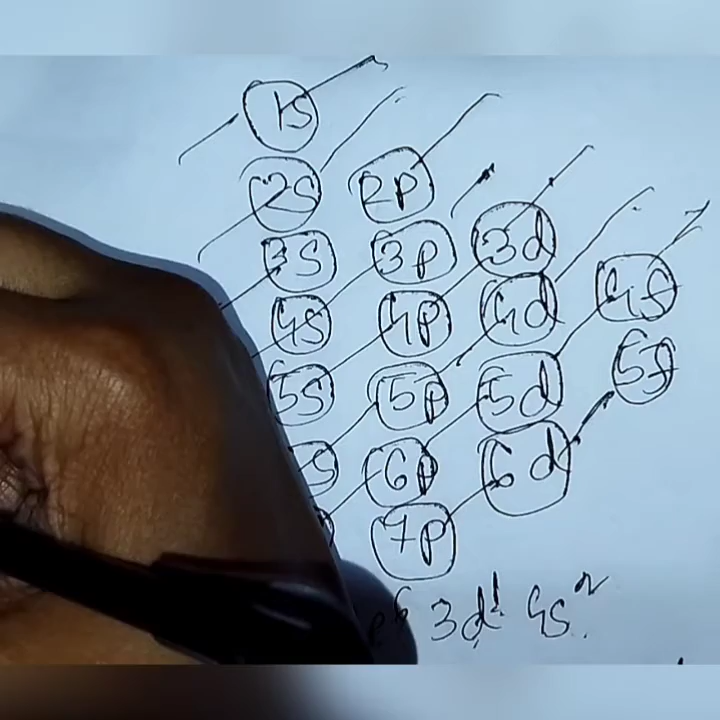 1s
2s 2p
3s 3p 3d
4s 4p 4d 4f
5s 5p 5d 5f
s 6p 6d
7p
p⁶ 3d¹ 4s²